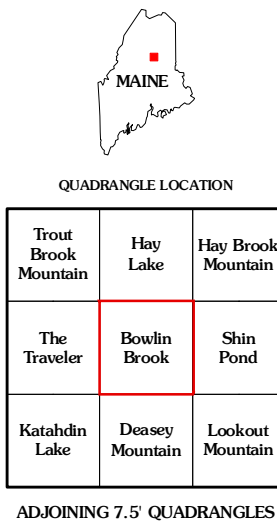 MAINE
QUADRANGLE LOCATION
Trout
Brook
Mountain
Hay
Lake
Hay Brook
Mountain
The
Traveler
Bowlin
Brook
Shin
Pond
Katahdin
Lake
Deasey
Mountain
Lookout
Mountain
ADJOINING 7.5' QUADRANGLES